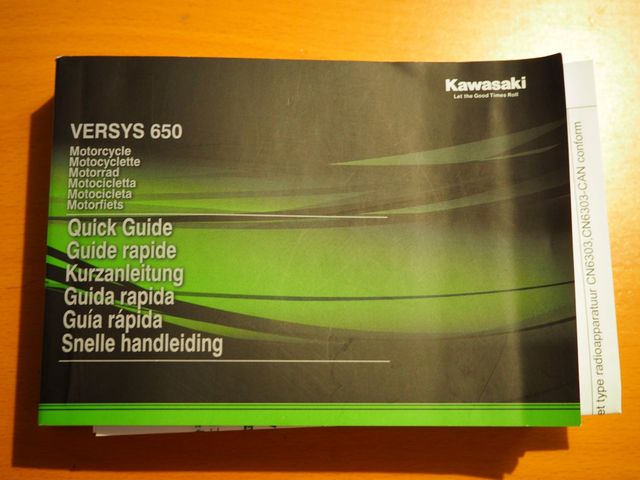 Kawasaki
Let the Good Times Roll
VERSYS 650
Motorcycle
Motocyclette
Motorrad
Motocicletta
Motocicleta
Motorfiets
Quick Guide
Guide rapide
Kurzanleitung
Guida rapida
Guía rápida
Snelle handleiding
et type radioapparatuur CN6303,CN6303-CAN conform